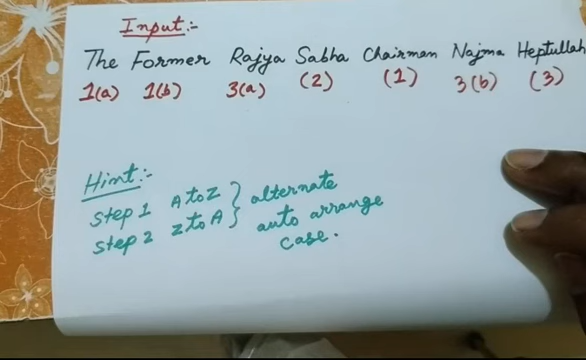 Input:-
The Former Rajya Sabha Chairman Najma Heptullah
1(a) 1(b) 3(a) (2) (1) 3(b) (3)
Hint:-
Step 1 A to Z } alternate
Step 2 Z to A } auto arrange
case.